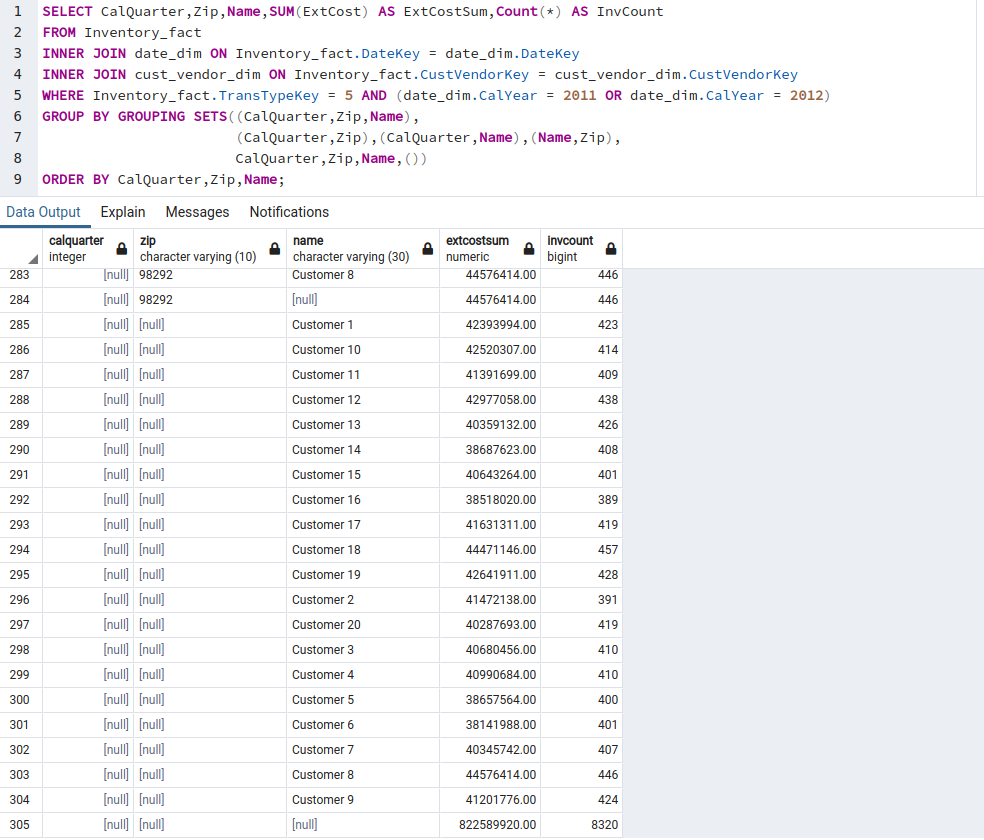 1 SELECT CalQuarter,Zip,Name,SUM(ExtCost) AS ExtCostSum,Count(*) AS InvCount
2 FROM Inventory_fact
3 INNER JOIN date_dim ON Inventory_fact.DateKey = date_dim.DateKey
4 INNER JOIN cust_vendor_dim ON Inventory_fact.CustVendorKey = cust_vendor_dim.CustVendorKey
5 WHERE Inventory_fact.TransTypeKey = 5 AND (date_dim.CalYear = 2011 OR date_dim.CalYear = 2012)
6 GROUP BY GROUPING SETS((CalQuarter,Zip,Name),
7 (CalQuarter,Zip),(CalQuarter,Name),(Name,Zip),
8 CalQuarter,Zip,Name,())
9 ORDER BY CalQuarter,Zip,Name;
Data Output Explain Messages Notifications
calquarter zip name extcostsum invcount
integer character varying (10) character varying (30) numeric bigint
283 [null] 98292 Customer 8 44576414.00 446
284 [null] 98292 [null] 44576414.00 446
285 [null] [null] Customer 1 42393994.00 423
286 [null] [null] Customer 10 42520307.00 414
287 [null] [null] Customer 11 41391699.00 409
288 [null] [null] Customer 12 42977058.00 438
289 [null] [null] Customer 13 40359132.00 426
290 [null] [null] Customer 14 38687623.00 408
291 [null] [null] Customer 15 40643264.00 401
292 [null] [null] Customer 16 38518020.00 389
293 [null] [null] Customer 17 41631311.00 419
294 [null] [null] Customer 18 44471146.00 457
295 [null] [null] Customer 19 42641911.00 428
296 [null] [null] Customer 2 41472138.00 391
297 [null] [null] Customer 20 40287693.00 419
298 [null] [null] Customer 3 40680456.00 410
299 [null] [null] Customer 4 40990684.00 410
300 [null] [null] Customer 5 38657564.00 400
301 [null] [null] Customer 6 38141988.00 401
302 [null] [null] Customer 7 40345742.00 407
303 [null] [null] Customer 8 44576414.00 446
304 [null] [null] Customer 9 41201776.00 424
305 [null] [null] [null] 822589920.00 8320